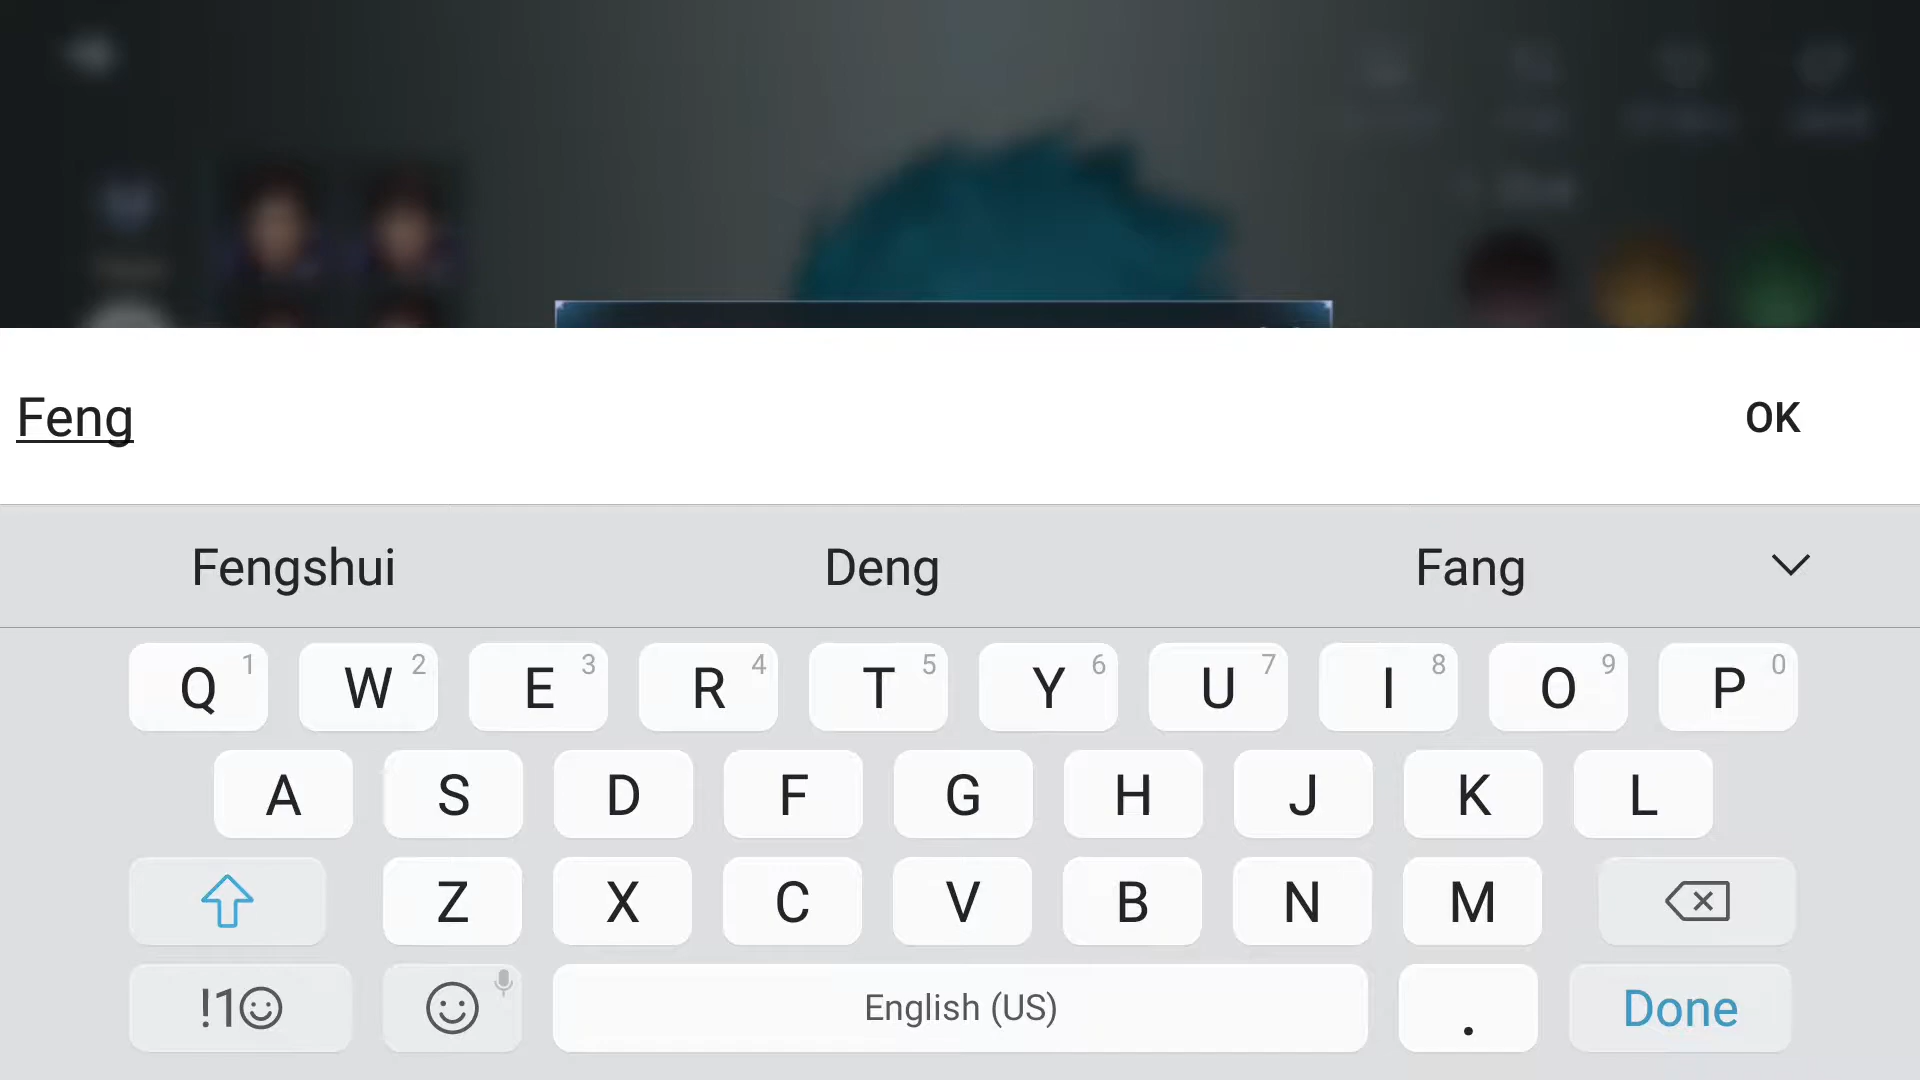 Feng
OK
Fengshui Deng Fang
Q 1 W 2 E 3 R 4 T 5 Y 6 U 7 I 8 O 9 P 0
A S D F G H J K L
Z X C V B N M
!1 English (US) . Done